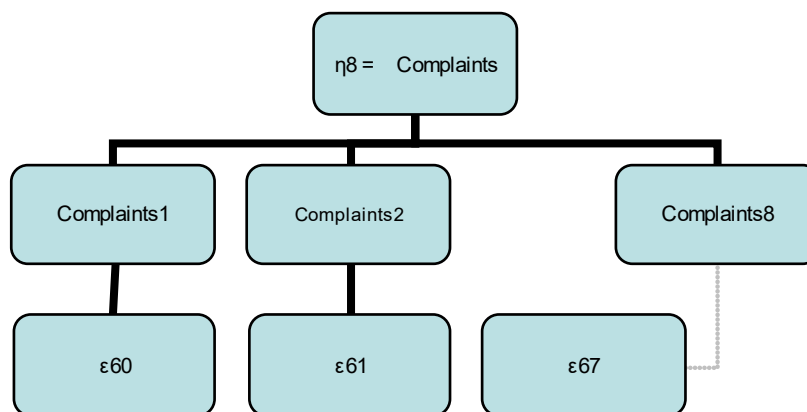 η8 = Complaints
Complaints1
Complaints2
Complaints8
ε60
ε61
ε67